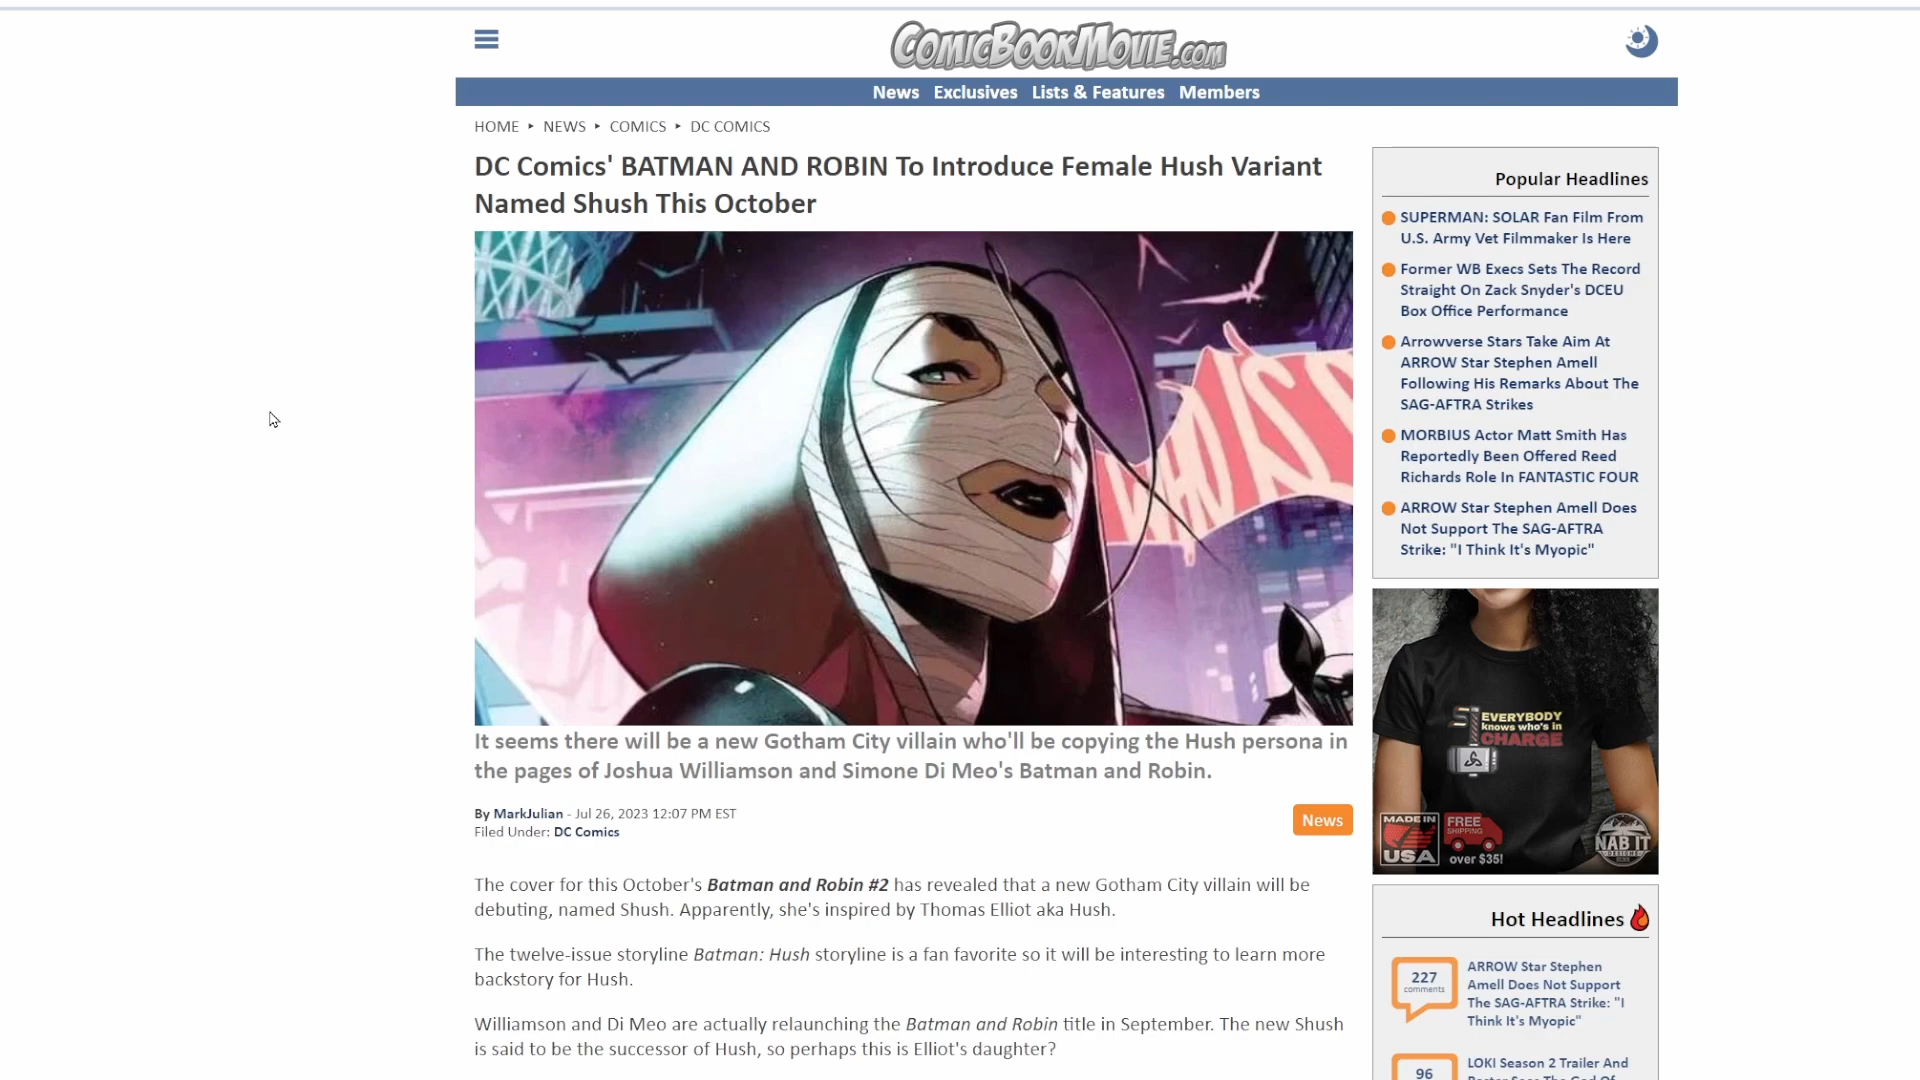 ComicBookMovie.com
News Exclusives Lists & Features Members
HOME ‣ NEWS ‣ COMICS ‣ DC COMICS
DC Comics' BATMAN AND ROBIN To Introduce Female Hush Variant
Named Shush This October
WHO IS
It seems there will be a new Gotham City villain who'll be copying the Hush persona in
the pages of Joshua Williamson and Simone Di Meo's Batman and Robin.
By MarkJulian - Jul 26, 2023 12:07 PM EST
Filed Under: DC Comics
News
The cover for this October's Batman and Robin #2 has revealed that a new Gotham City villain will be
debuting, named Shush. Apparently, she's inspired by Thomas Elliot aka Hush.
The twelve-issue storyline Batman: Hush storyline is a fan favorite so it will be interesting to learn more
backstory for Hush.
Williamson and Di Meo are actually relaunching the Batman and Robin title in September. The new Shush
is said to be the successor of Hush, so perhaps this is Elliot's daughter?
Popular Headlines
SUPERMAN: SOLAR Fan Film From
U.S. Army Vet Filmmaker Is Here
Former WB Execs Sets The Record
Straight On Zack Snyder's DCEU
Box Office Performance
Arrowverse Stars Take Aim At
ARROW Star Stephen Amell
Following His Remarks About The
SAG-AFTRA Strikes
MORBIUS Actor Matt Smith Has
Reportedly Been Offered Reed
Richards Role In FANTASTIC FOUR
ARROW Star Stephen Amell Does
Not Support The SAG-AFTRA
Strike: "I Think It's Myopic"
EVERYBODY
knows who's in
CHARGE
MADE IN
USA
FREE
SHIPPING
over $35!
NAB IT
DESIGNS
Hot Headlines
227
comments
ARROW Star Stephen
Amell Does Not Support
The SAG-AFTRA Strike: "I
Think It's Myopic"
96
LOKI Season 2 Trailer And